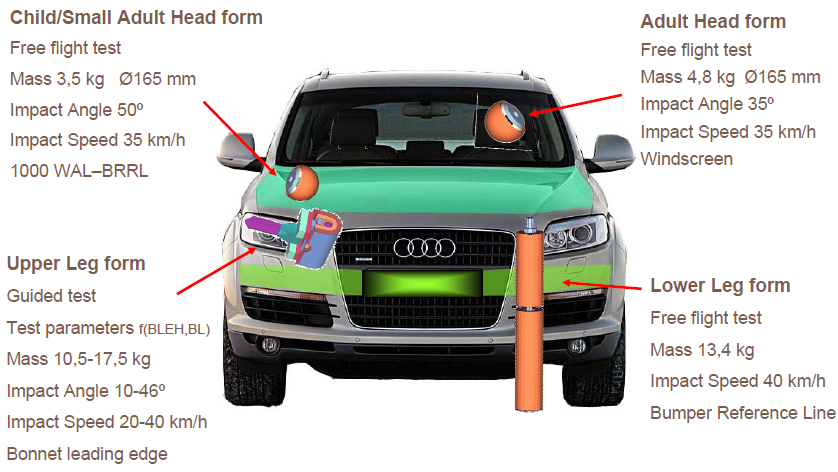 Child/Small Adult Head form
Free flight test
Mass 3,5 kg Ø165 mm
Impact Angle 50º
Impact Speed 35 km/h
1000 WAL–BRRL
Adult Head form
Free flight test
Mass 4,8 kg Ø165 mm
Impact Angle 35º
Impact Speed 35 km/h
Windscreen
Upper Leg form
Guided test
Test parameters f(BLEH,BL)
Mass 10,5-17,5 kg
Impact Angle 10-46º
Impact Speed 20-40 km/h
Bonnet leading edge
Lower Leg form
Free flight test
Mass 13,4 kg
Impact Speed 40 km/h
Bumper Reference Line